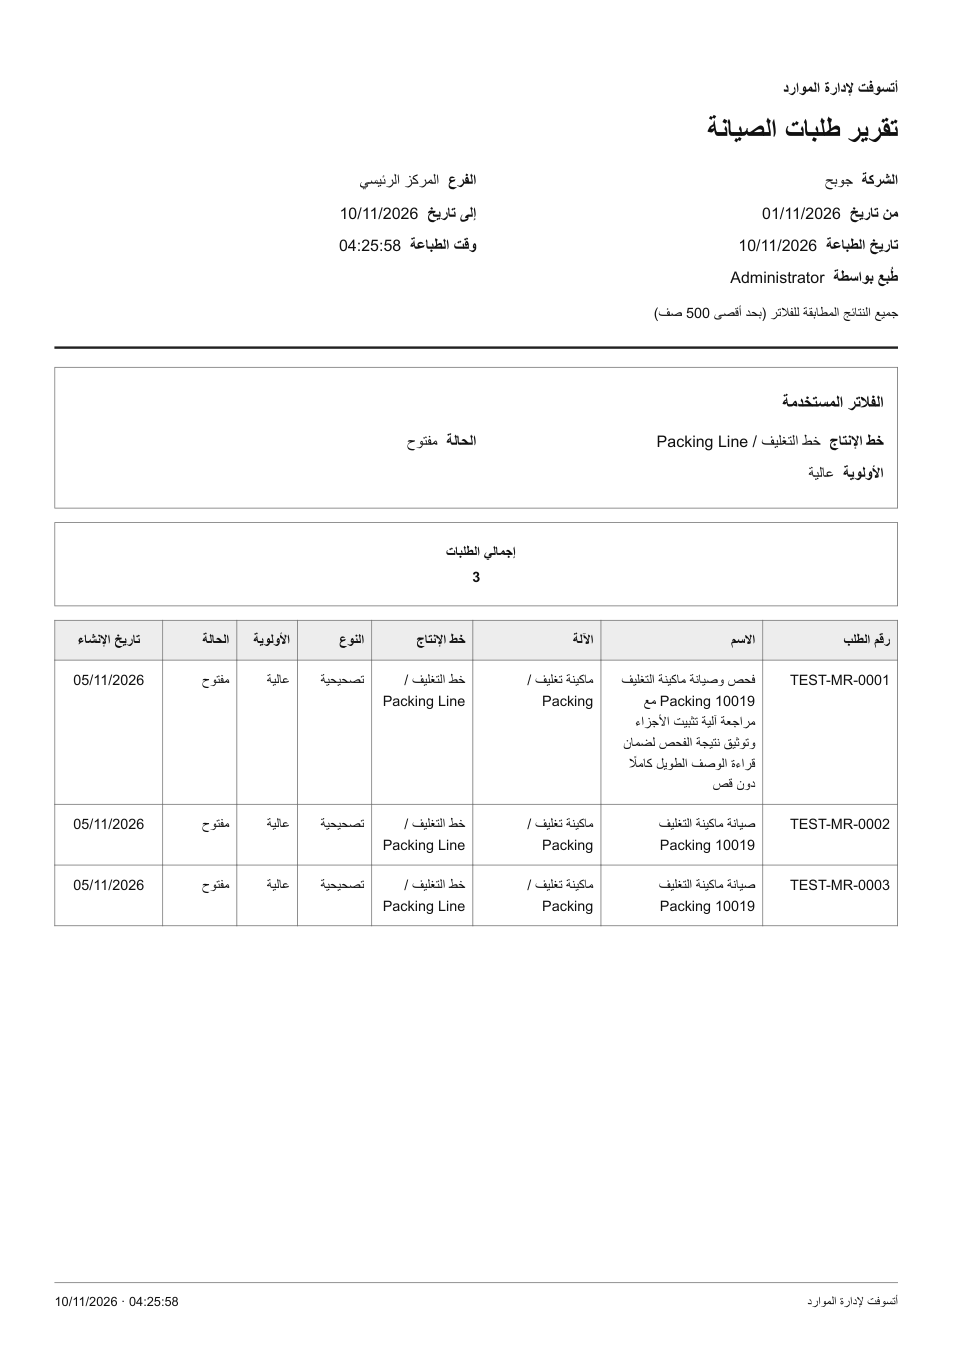 أتسوفت لإدارة الموارد
تقرير طلبات الصيانة
الشركة جوبح
الفرع المركز الرئيسي
من تاريخ 01/11/2026
إلى تاريخ 10/11/2026
تاريخ الطباعة 10/11/2026
وقت الطباعة 04:25:58
طُبع بواسطة Administrator
جميع النتائج المطابقة للفلاتر (بحد أقصى 500 صف)
الفلاتر المستخدمة
خط الإنتاج خط التغليف / Packing Line
الحالة مفتوح
الأولوية عالية
إجمالي الطلبات
3
رقم الطلب الاسم الآلة خط الإنتاج النوع الأولوية الحالة تاريخ الإنشاء
TEST-MR-0001
فحص وصيانة ماكينة التغليف
Packing 10019 مع
مراجعة آلية تثبيت الأجزاء
وتوثيق نتيجة الفحص لضمان
قراءة الوصف الطويل كاملًا
دون قص
ماكينة تغليف /
Packing
خط التغليف /
Packing Line
تصحيحية
عالية
مفتوح
05/11/2026
TEST-MR-0002
صيانة ماكينة التغليف
Packing 10019
ماكينة تغليف /
Packing
خط التغليف /
Packing Line
تصحيحية
عالية
مفتوح
05/11/2026
TEST-MR-0003
صيانة ماكينة التغليف
Packing 10019
ماكينة تغليف /
Packing
خط التغليف /
Packing Line
تصحيحية
عالية
مفتوح
05/11/2026
أتسوفت لإدارة الموارد
10/11/2026 · 04:25:58